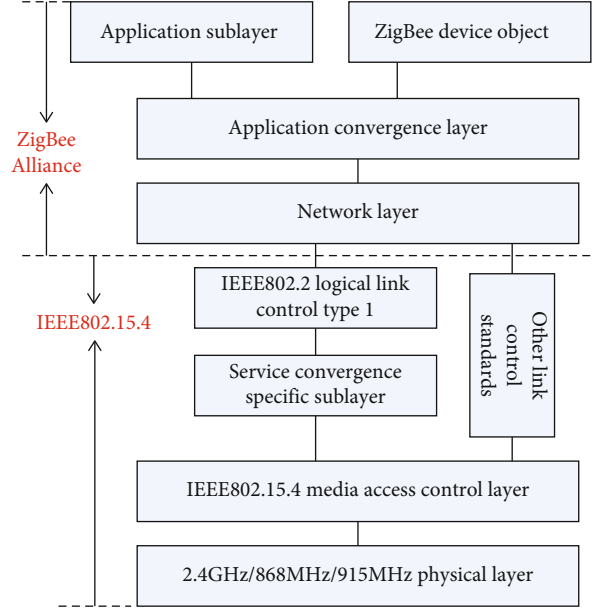 Application sublayer
ZigBee device object
Application convergence layer
ZigBee
Alliance
Network layer
IEEE802.2 logical link
control type 1
Other link
control
standards
IEEE802.15.4
Service convergence
specific sublayer
IEEE802.15.4 media access control layer
2.4GHz/868MHz/915MHz physical layer